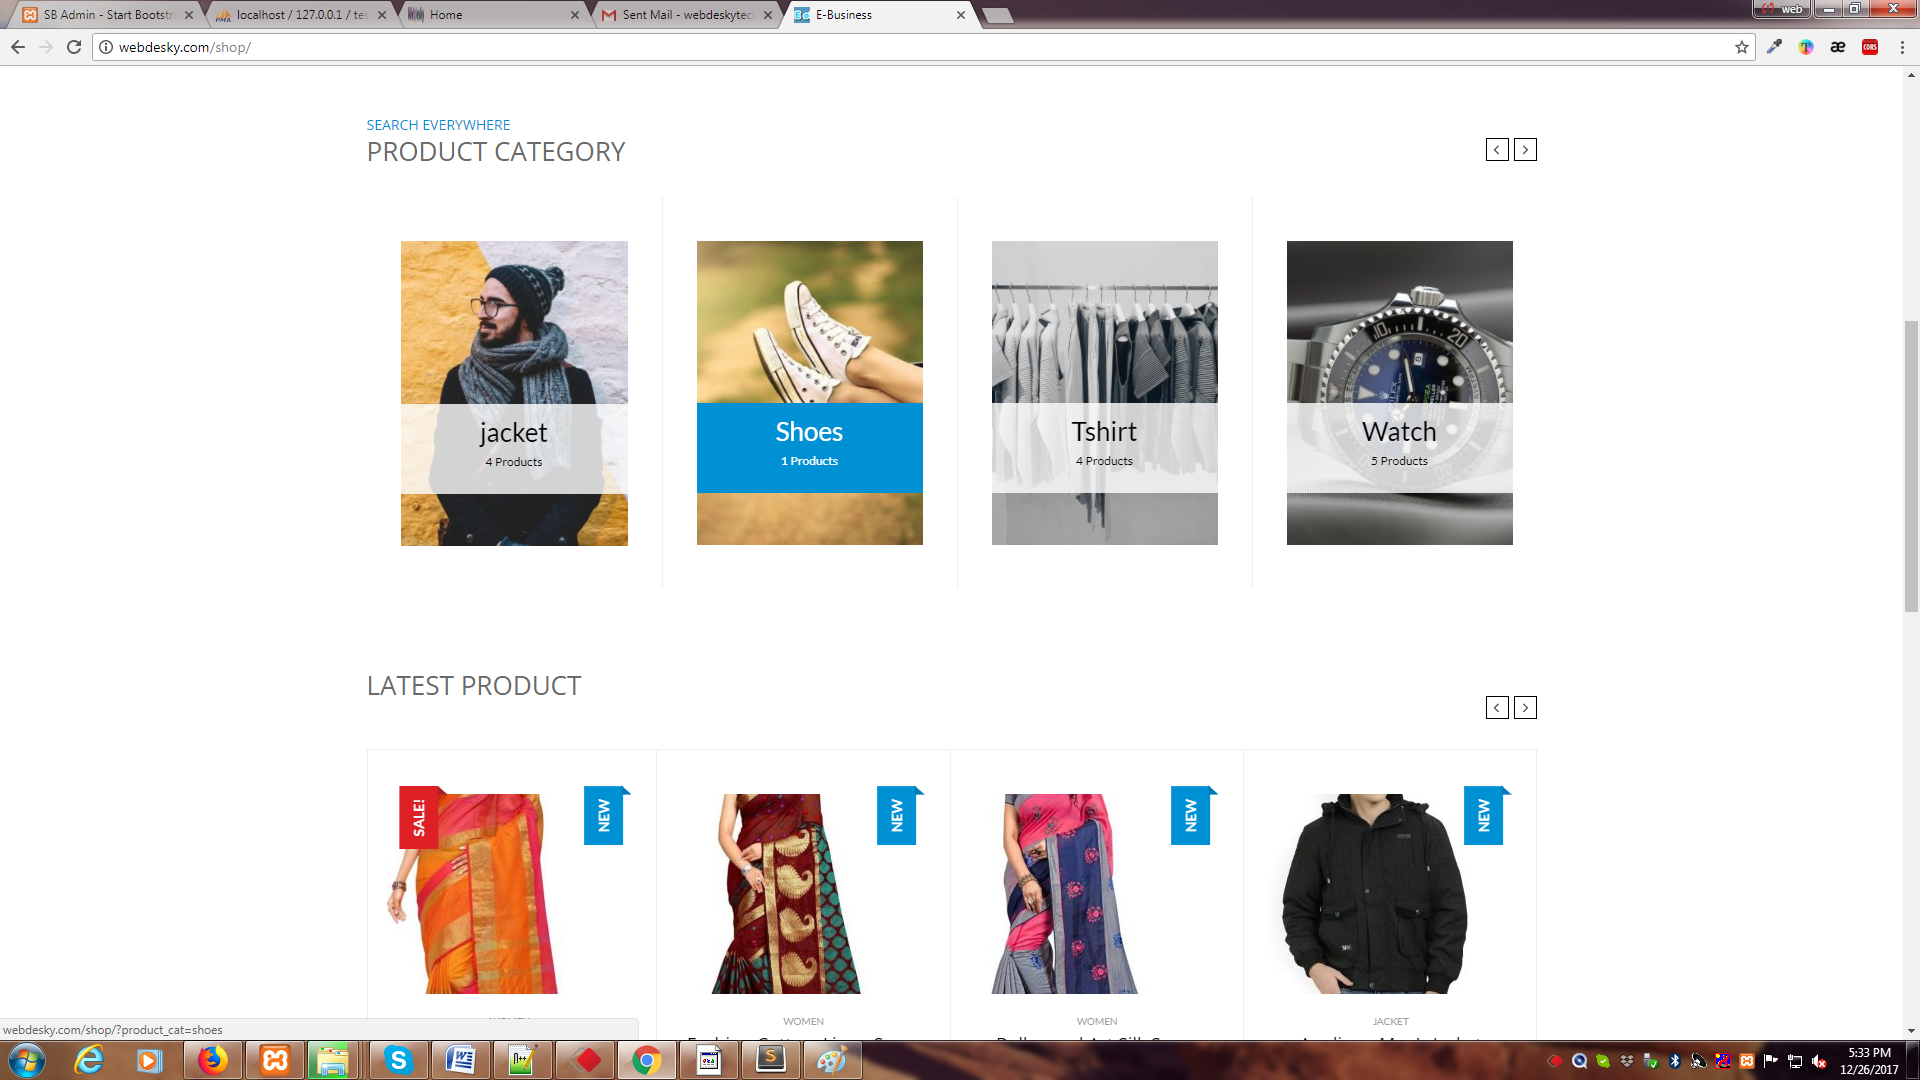 SB Admin - Start Bootstr
localhost / 127.0.0.1 / tes
Home
Sent Mail - webdeskytec
E-Business
web
webdesky.com/shop/
SEARCH EVERYWHERE
PRODUCT CATEGORY
jacket
4 Products
Shoes
1 Products
Tshirt
4 Products
Watch
5 Products
LATEST PRODUCT
SALE!
NEW
NEW
NEW
NEW
WOMEN
WOMEN
JACKET
webdesky.com/shop/?product_cat=shoes
5:33 PM
12/26/2017